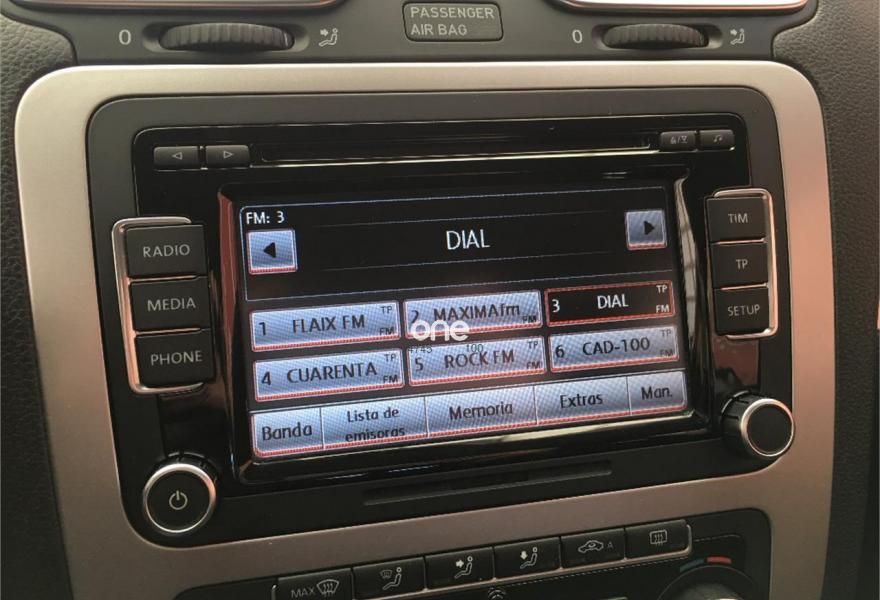 PASSENGER
AIR BAG
0
0
RADIO
MEDIA
PHONE
TIM
TP
SETUP
FM: 3
DIAL
1 FLAIX FM TP FM
2 MAXIMAfm FM
3 DIAL TP FM
4 CUARENTA TP FM
5 ROCK FM TP FM
6 CAD-100 TP FM
one
100
Banda
Lista de
emisoras
Memoria
Extras
Man.
MAX
A